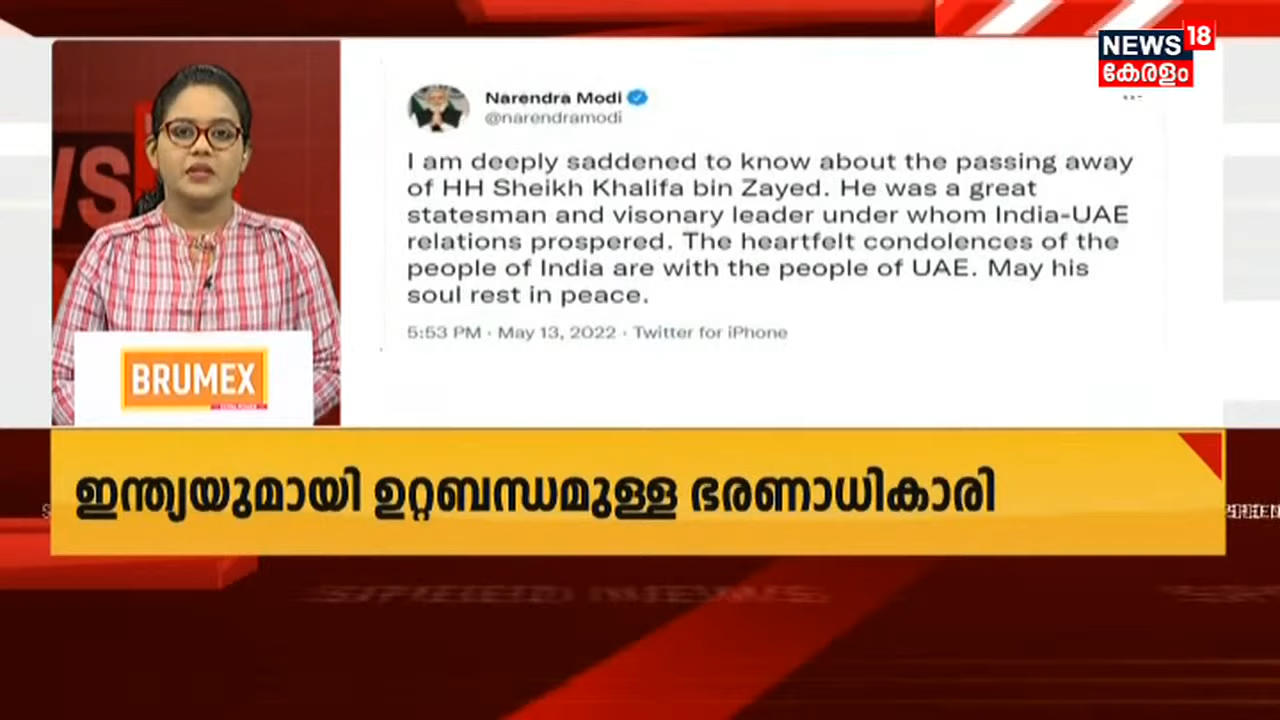 NEWS 18
കേരളം
Narendra Modi
@narendramodi
I am deeply saddened to know about the passing away
of HH Sheikh Khalifa bin Zayed. He was a great
statesman and visonary leader under whom India-UAE
relations prospered. The heartfelt condolences of the
people of India are with the people of UAE. May his
soul rest in peace.
5:53 PM · May 13, 2022 · Twitter for iPhone
BRUMEX
ഇന്ത്യയുമായി ഉറ്റബന്ധമുള്ള ഭരണാധികാരി